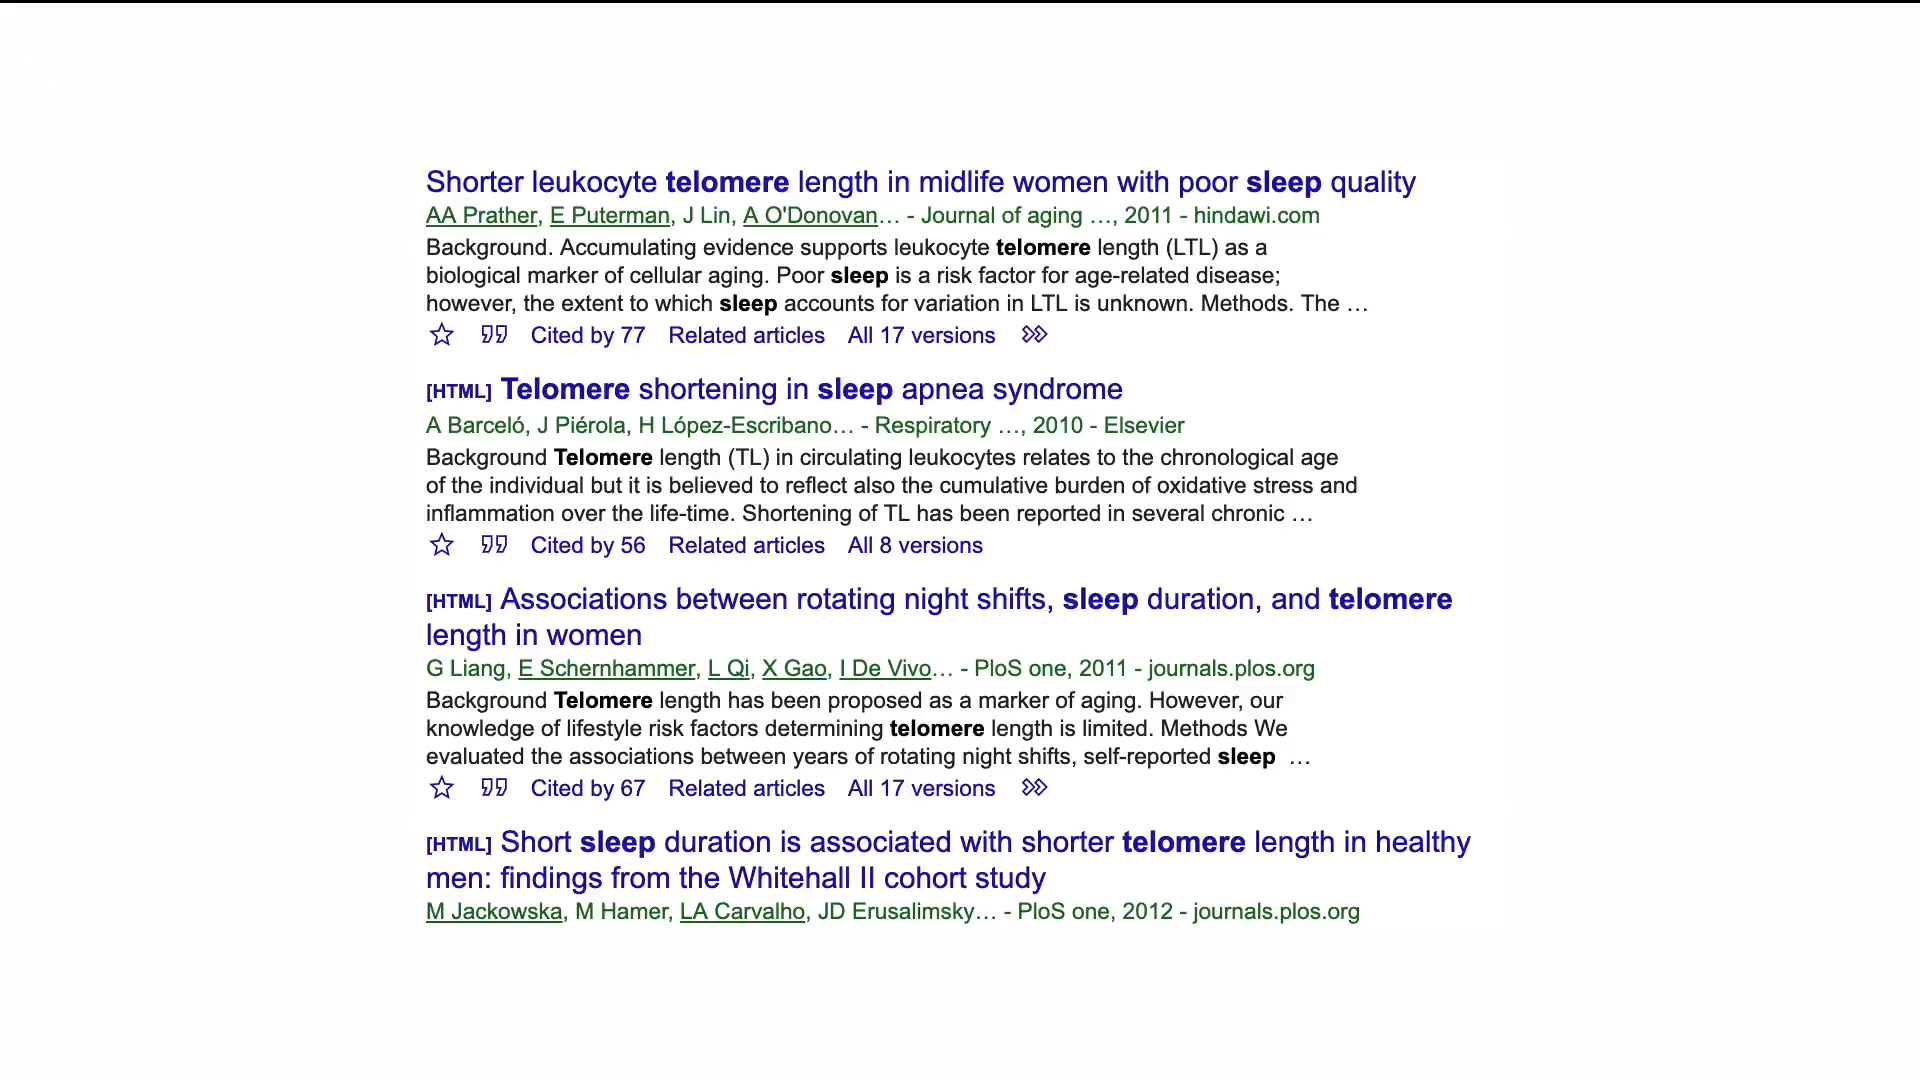 Text
Shorter leukocyte telomere length in midlife women with poor sleep quality
AA Prather, E Puterman, J Lin, A O'Donovan… - Journal of aging …, 2011 - hindawi.com
Background. Accumulating evidence supports leukocyte telomere length (LTL) as a
biological marker of cellular aging. Poor sleep is a risk factor for age-related disease;
however, the extent to which sleep accounts for variation in LTL is unknown. Methods. The …
Cited by 77 Related articles All 17 versions
[HTML] Telomere shortening in sleep apnea syndrome
A Barceló, J Piérola, H López-Escribano… - Respiratory …, 2010 - Elsevier
Background Telomere length (TL) in circulating leukocytes relates to the chronological age
of the individual but it is believed to reflect also the cumulative burden of oxidative stress and
inflammation over the life-time. Shortening of TL has been reported in several chronic …
Cited by 56 Related articles All 8 versions
[HTML] Associations between rotating night shifts, sleep duration, and telomere
length in women
G Liang, E Schernhammer, L Qi, X Gao, I De Vivo… - PloS one, 2011 - journals.plos.org
Background Telomere length has been proposed as a marker of aging. However, our
knowledge of lifestyle risk factors determining telomere length is limited. Methods We
evaluated the associations between years of rotating night shifts, self-reported sleep …
Cited by 67 Related articles All 17 versions
[HTML] Short sleep duration is associated with shorter telomere length in healthy
men: findings from the Whitehall II cohort study
M Jackowska, M Hamer, LA Carvalho, JD Erusalimsky… - PloS one, 2012 - journals.plos.org